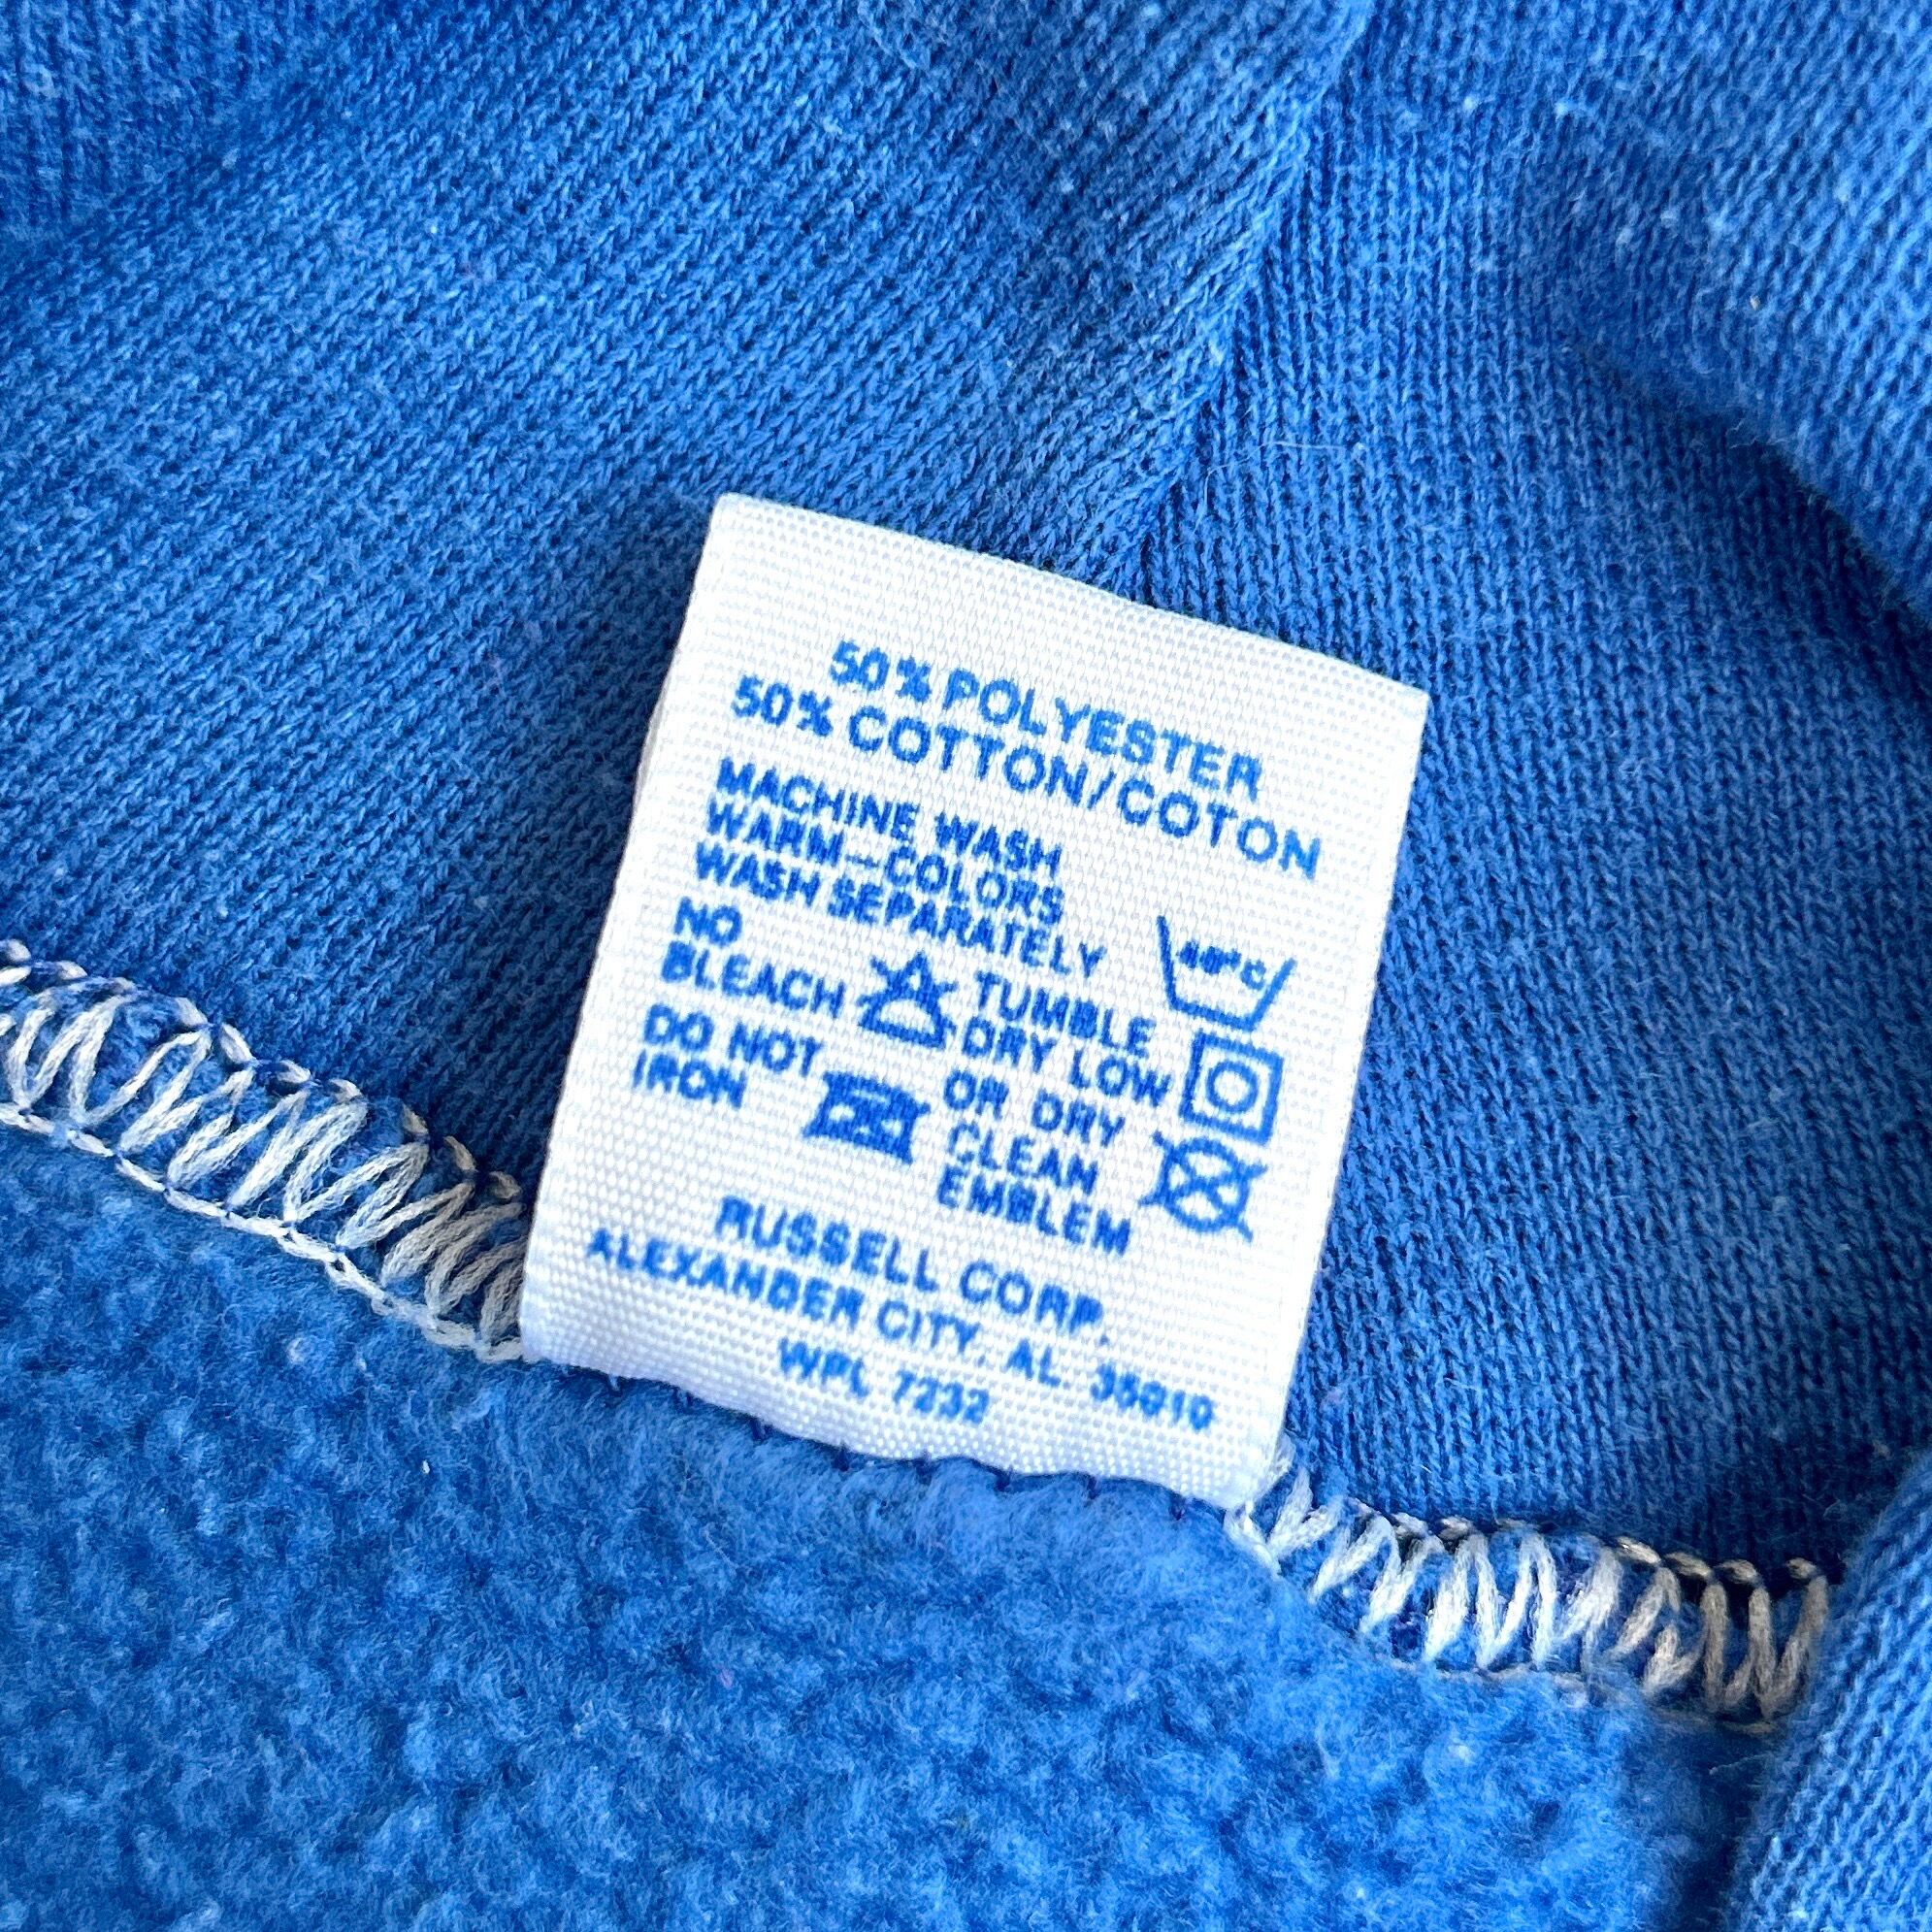 50% POLYESTER
50% COTTON/COTON
MACHINE WASH
WARM—COLORS
WASH SEPARATELY
40°C
NO
BLEACH
TUMBLE
DRY LOW
DO NOT
IRON
OR DRY
CLEAN
EMBLEM
RUSSELL CORP.
ALEXANDER CITY, AL 35010
WPL 7232